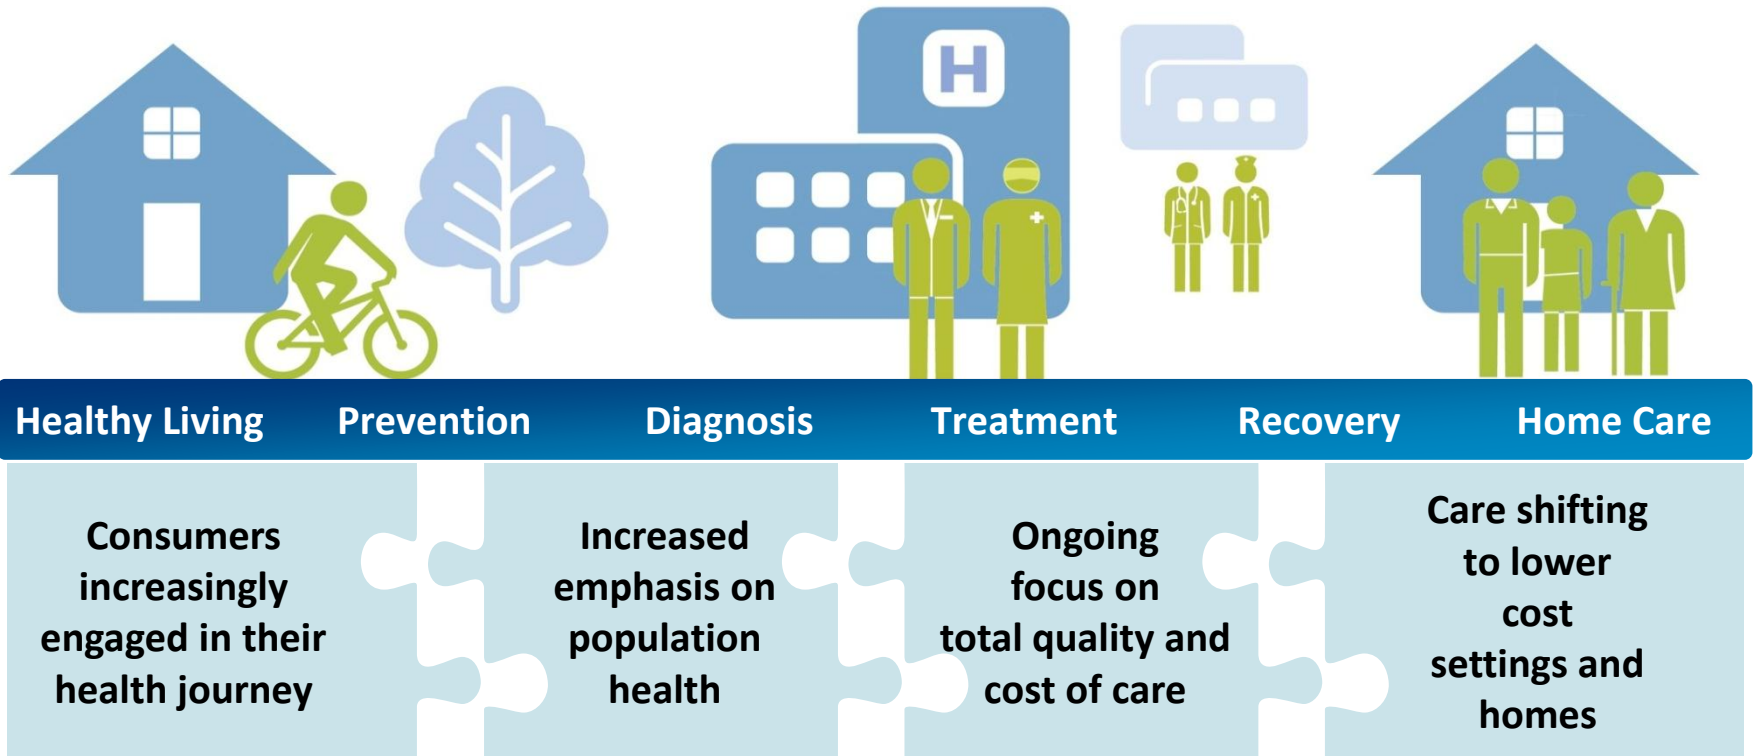 H
Healthy Living Prevention Diagnosis Treatment Recovery Home Care
Consumers
increasingly
engaged in their
health journey
Increased
emphasis on
population
health
Ongoing
focus on
total quality and
cost of care
Care shifting
to lower
cost
settings and
homes